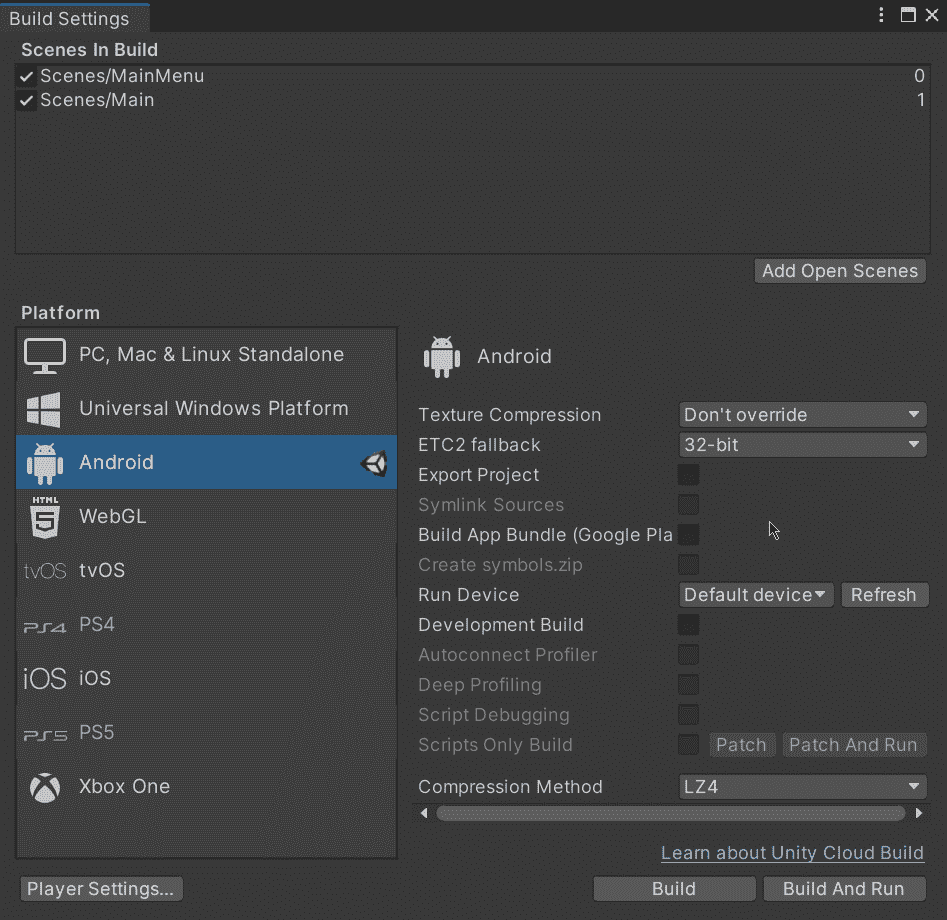 Build Settings
Scenes In Build
Scenes/MainMenu 0
Scenes/Main 1
Add Open Scenes
Platform
PC, Mac & Linux Standalone
Universal Windows Platform
Android
HTML
5
WebGL
tvOS tvOS
PS4 PS4
iOS iOS
PS5 PS5
Xbox One
Android
Texture Compression Don't override
ETC2 fallback 32-bit
Export Project
Symlink Sources
Build App Bundle (Google Pla
Create symbols.zip
Run Device Default device Refresh
Development Build
Autoconnect Profiler
Deep Profiling
Script Debugging
Scripts Only Build Patch Patch And Run
Compression Method LZ4
Learn about Unity Cloud Build
Player Settings... Build Build And Run